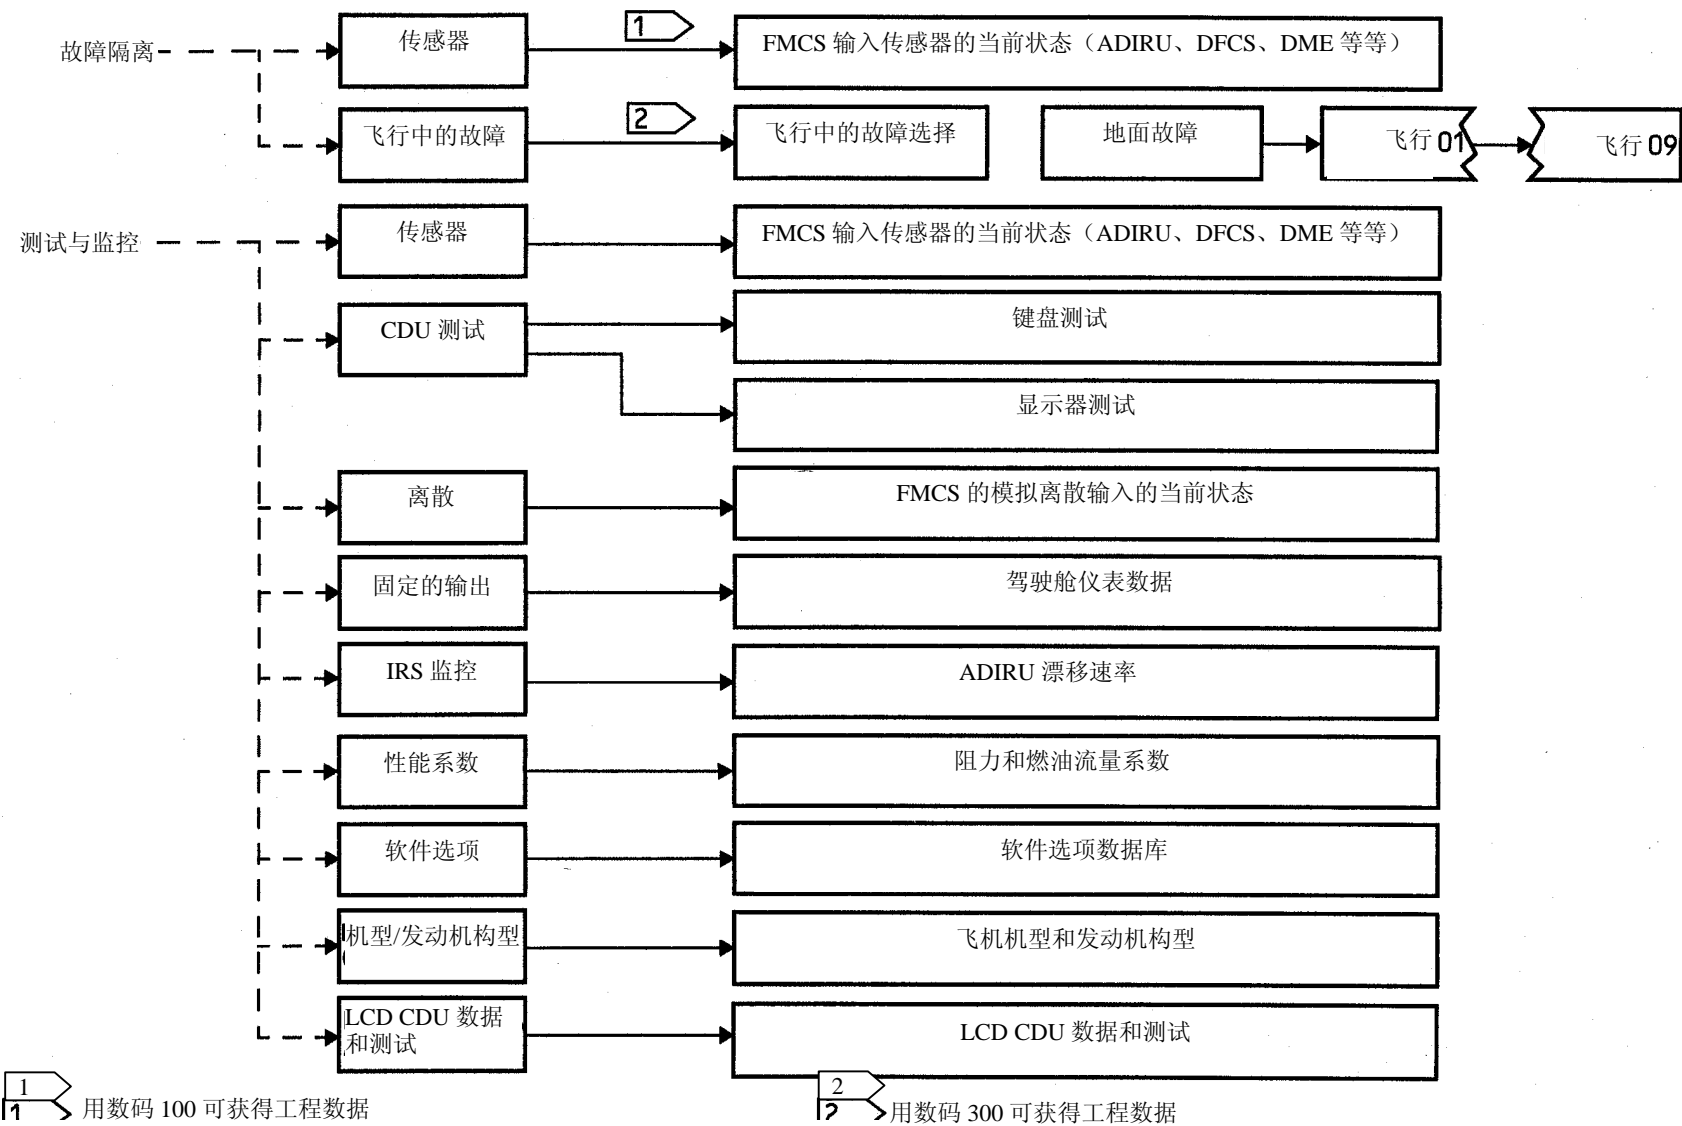 1
故障隔离
传感器
FMCS 输入传感器的当前状态（ADIRU、DFCS、DME 等等）
2
飞行中的故障
飞行中的故障选择
地面故障
飞行 01
飞行 09
测试与监控
传感器
FMCS 输入传感器的当前状态（ADIRU、DFCS、DME 等等）
CDU 测试
键盘测试
显示器测试
离散
FMCS 的模拟离散输入的当前状态
固定的输出
驾驶舱仪表数据
IRS 监控
ADIRU 漂移速率
性能系数
阻力和燃油流量系数
软件选项
软件选项数据库
机型/发动机构型
飞机机型和发动机构型
LCD CDU 数据
和测试
LCD CDU 数据和测试
1
1
用数码 100 可获得工程数据
2
2
用数码 300 可获得工程数据